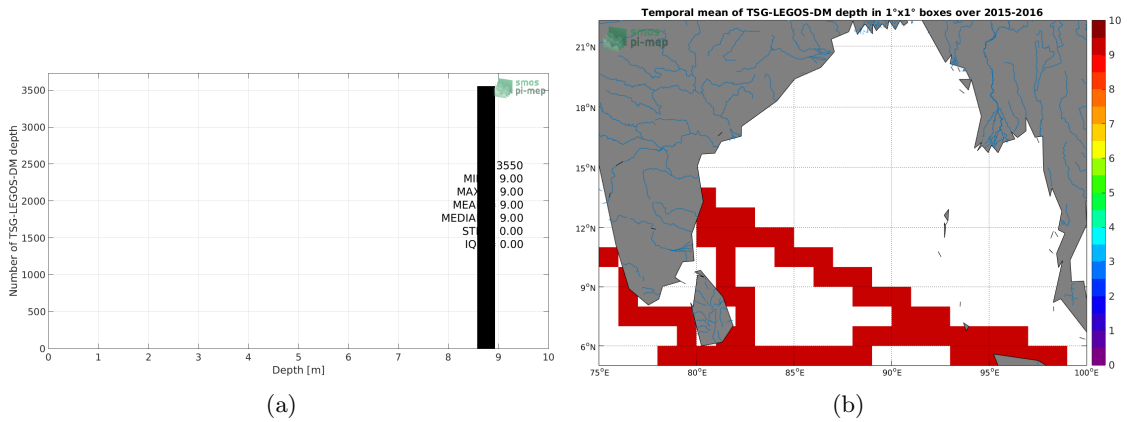 Number of TSG-LEGOS-DM depth
3500
3000
2500
2000
1500
1000
500
0
smos
pi-mep
3550
MI 9.00
MAX 9.00
MEA 9.00
MEDIAN 9.00
ST 0.00
IQ 0.00
0 1 2 3 4 5 6 7 8 9 10
Depth [m]
(a)
Temporal mean of TSG-LEGOS-DM depth in 1°x1° boxes over 2015-2016
smos
pi-mep
21°N
18°N
15°N
12°N
9°N
6°N
75°E 80°E 85°E 90°E 95°E 100°E
10
9
8
7
6
5
4
3
2
1
0
(b)